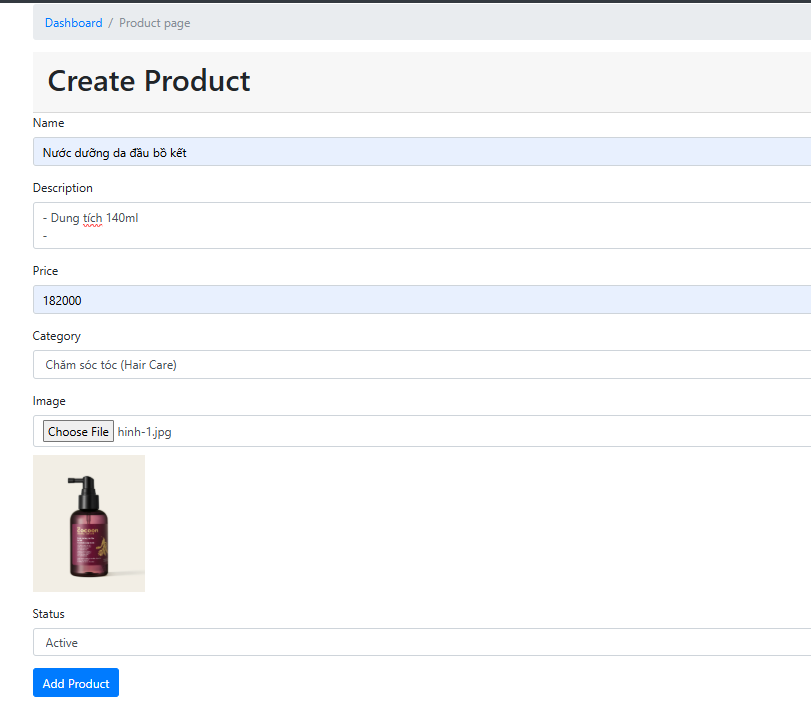 Dashboard / Product page
Create Product
Name
Nước dưỡng da đầu bồ kết
Description
- Dung tích 140ml
-
Price
182000
Category
Chăm sóc tóc (Hair Care)
Image
Choose File hinh-1.jpg
Cocoon
Status
Active
Add Product